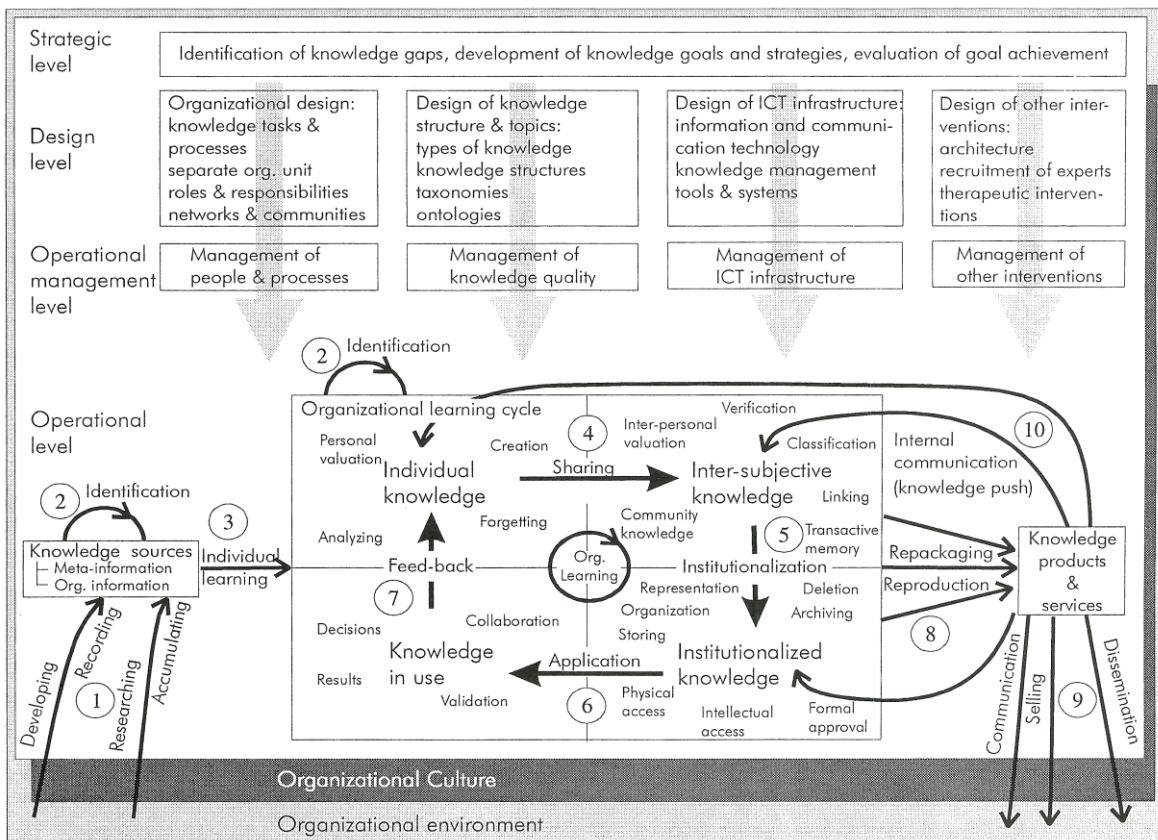 Strategic
level
Identification of knowledge gaps, development of knowledge goals and strategies, evaluation of goal achievement
Design
level
Organizational design:
knowledge tasks &
processes
separate org. unit
roles & responsibilities
networks & communities
Design of knowledge
structure & topics:
types of knowledge
knowledge structures
taxonomies
ontologies
Design of ICT infrastructure:
information and communi-
cation technology
knowledge management
tools & systems
Design of other inter-
ventions:
architecture
recruitment of experts
therapeutic interven-
tions
Operational
management
level
Management of
people & processes
Management of
knowledge quality
Management of
ICT infrastructure
Management of
other interventions
Operational
level
2
Identification
Organizational learning cycle
Personal
valuation
Creation
4
Inter-personal
valuation
Verification
Classification
Individual
knowledge
Sharing
Inter-subjective
knowledge
Linking
Internal
communication
(knowledge push)
10
2
Identification
3
Knowledge sources
Meta-information
Org. information
Individual
learning
Analyzing
Forgetting
Community
knowledge
5
Transactive
memory
Feed-back
Org.
Learning
Institutionalization
Repackaging
Reproduction
Knowledge
products
&
services
7
Representation
Deletion
Organization
Archiving
Decisions
Collaboration
Storing
8
Knowledge
in use
Application
Institutionalized
knowledge
Results
Validation
6
Physical
access
Intellectual
access
Formal
approval
Developing
Recording
1
Researching
Accumulating
Communication
Selling
9
Dissemination
Organizational Culture
Organizational environment